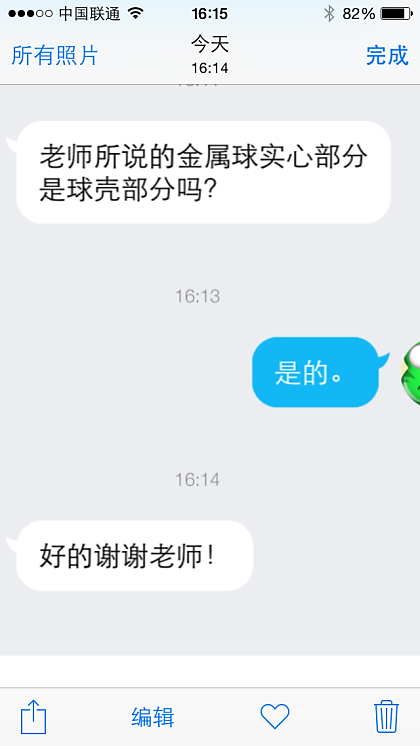 中国联通 16:15 82%
所有照片 今天 完成
16:14
老师所说的金属球实心部分
是球壳部分吗？
16:13
是的。
16:14
好的谢谢老师！
编辑